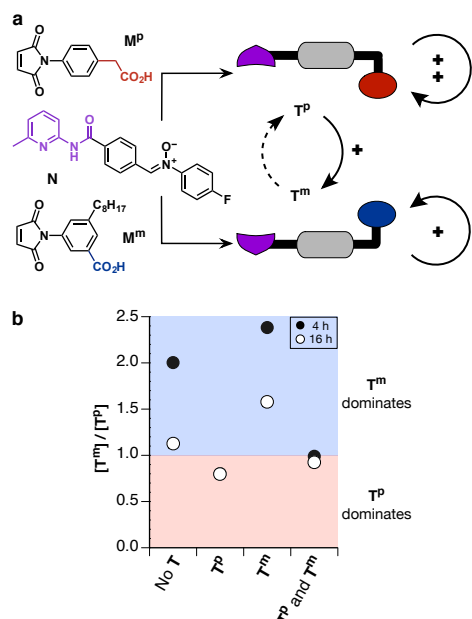 a
M^p
O
N
O
CO₂H
N
NH
O
O⁻
N⁺
F
N
C₈H₁₇
O
N
O
M^m
CO₂H
+
+
T^p
+
T^m
+
b
2.5
2.0
1.5
1.0
0.5
0.0
[T^m] / [T^p]
4 h
16 h
T^m
dominates
T^p
dominates
No T
T^p
T^m
T^p and T^m